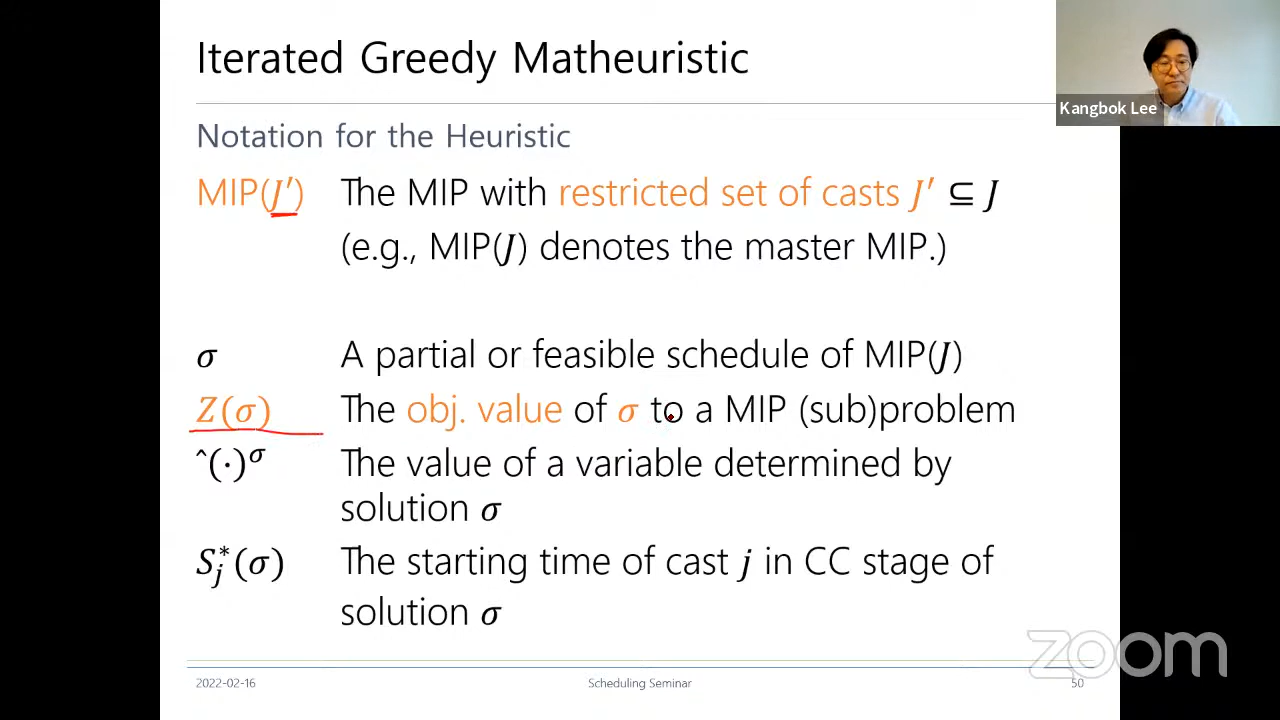 Iterated Greedy Matheuristic
Kangbok Lee
Notation for the Heuristic
MIP(J′) The MIP with restricted set of casts J′ ⊆ J
(e.g., MIP(J) denotes the master MIP.)
σ A partial or feasible schedule of MIP(J)
Z(σ) The obj. value of σ to a MIP (sub)problem
ˆ(·)^σ The value of a variable determined by
solution σ
S_j^*(σ) The starting time of cast j in CC stage of
solution σ
zoom
2022-02-16 Scheduling Seminar 50